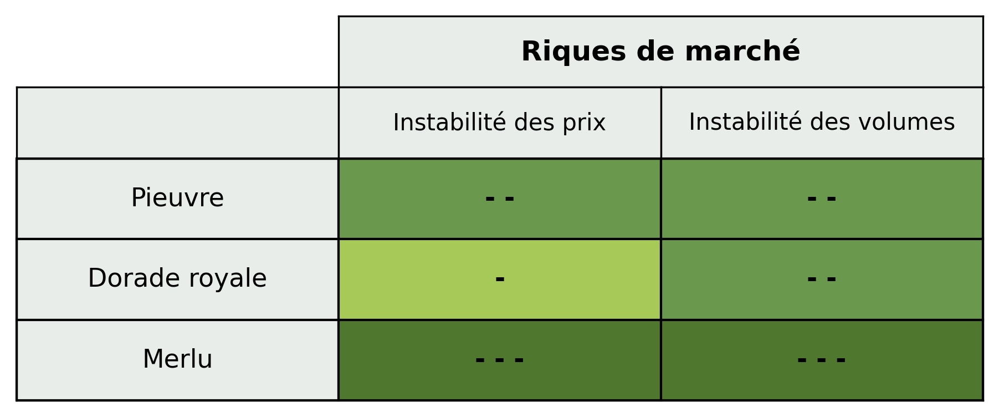 Riques de marché
Instabilité des prix Instabilité des volumes
Pieuvre - - - -
Dorade royale - - -
Merlu - - - - - -